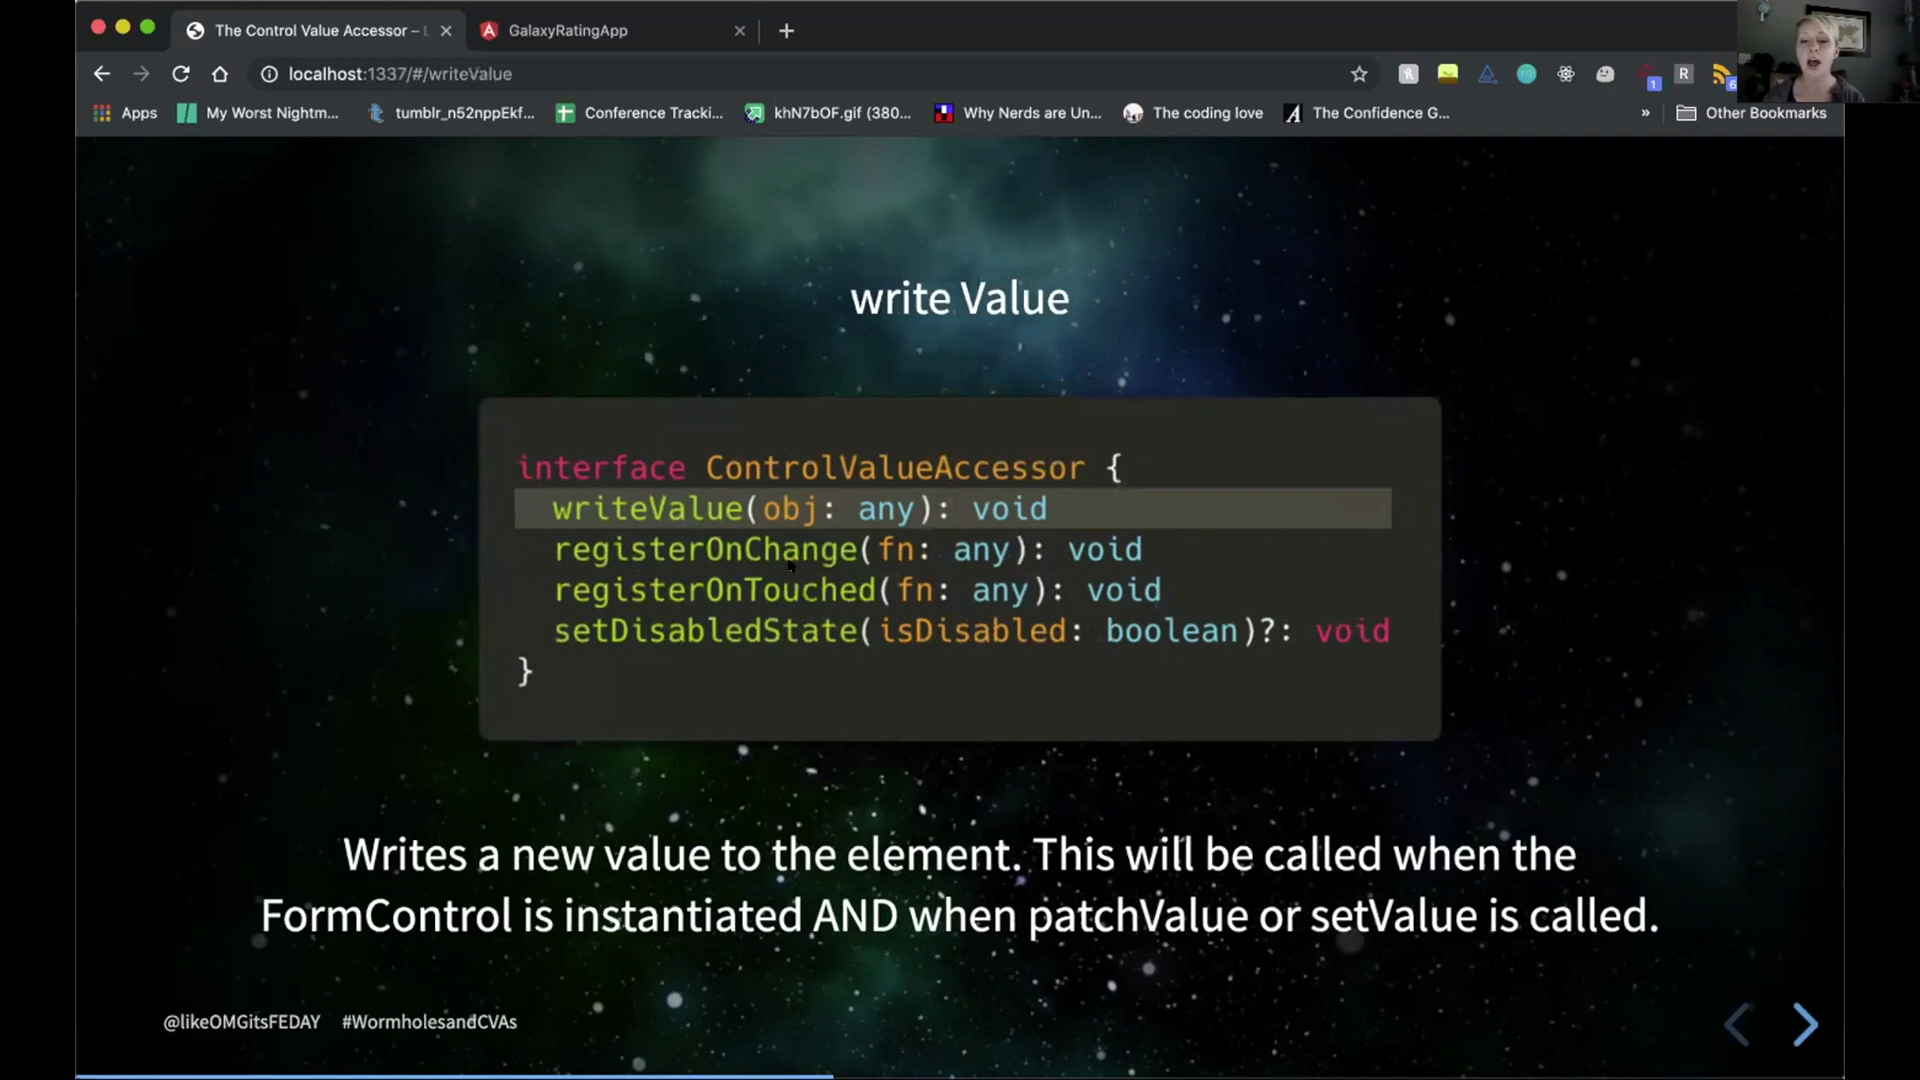 The Control Value Accessor – L
GalaxyRatingApp
localhost:1337/#/writeValue
R
1
6
Apps
My Worst Nightm...
tumblr_n52nppEkf...
Conference Tracki...
khN7bOF.gif (380...
Why Nerds are Un...
The coding love
The Confidence G...
»
Other Bookmarks
write Value
interface ControlValueAccessor {
writeValue(obj: any): void
registerOnChange(fn: any): void
registerOnTouched(fn: any): void
setDisabledState(isDisabled: boolean)?: void
}
Writes a new value to the element. This will be called when the
FormControl is instantiated AND when patchValue or setValue is called.
@likeOMGitsFEDAY #WormholesandCVAs